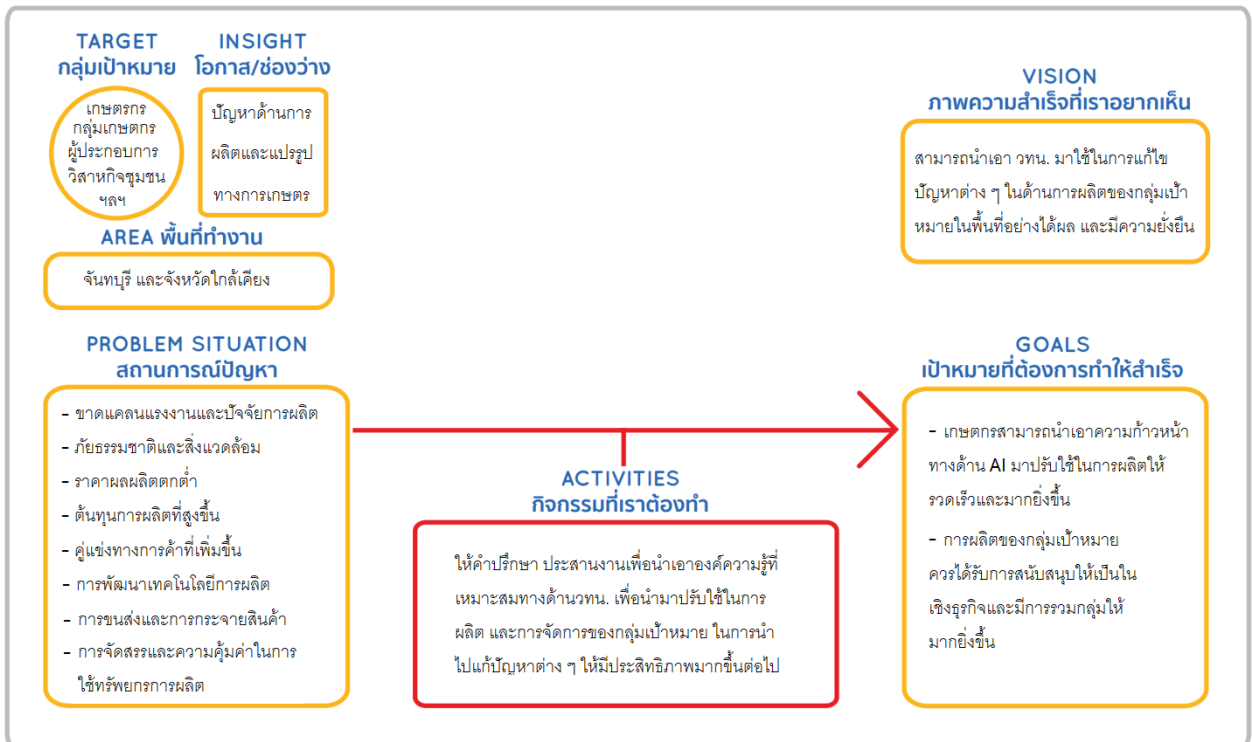 TARGET
กลุ่มเป้าหมาย
เกษตรกร
กลุ่มเกษตกร
ผู้ประกอบการ
วิสาหกิจชุมชน
ฯลฯ
INSIGHT
โอกาส/ช่องว่าง
ปัญหาด้านการ
ผลิตและแปรรูป
ทางการเกษตร
AREA พื้นที่ทำงาน
จันทบุรี และจังหวัดใกล้เคียง
VISION
ภาพความสำเร็จที่เราอยากเห็น
สามารถนำเอา วทน. มาใช้ในการแก้ไข
ปัญหาต่าง ๆ ในด้านการผลิตของกลุ่มเป้า
หมายในพื้นที่อย่างได้ผล และมีความยั่งยืน
PROBLEM SITUATION
สถานการณ์ปัญหา
- ขาดแคลนแรงงานและปัจจัยการผลิต
- ภัยธรรมชาติและสิ่งแวดล้อม
- ราคาผลผลิตตกต่ำ
- ต้นทุนการผลิตที่สูงขึ้น
- คู่แข่งทางการค้าที่เพิ่มขึ้น
- การพัฒนาเทคโนโลยีการผลิต
- การขนส่งและการกระจายสินค้า
- การจัดสรรและความคุ้มค่าในการ
ใช้ทรัพยกรการผลิต
ACTIVITIES
กิจกรรมที่เราต้องทำ
ให้คำปรึกษา ประสานงานเพื่อนำเอาองค์ความรู้ที่
เหมาะสมทางด้านวทน. เพื่อนำมาปรับใช้ในการ
ผลิต และการจัดการของกลุ่มเป้าหมาย ในการนำ
ไปแก้ปัญหาต่าง ๆ ให้มีประสิทธิภาพมากขึ้นต่อไป
GOALS
เป้าหมายที่ต้องการทำให้สำเร็จ
- เกษตกรสามารถนำเอาความก้าวหน้า
ทางด้าน AI มาปรับใช้ในการผลิตให้
รวดเร็วและมากยิ่งขึ้น
- การผลิตของกลุ่มเป้าหมาย
ควรได้รับการสนับสนุบให้เป็นใน
เชิงธุรกิจและมีการรวมกลุ่มให้
มากยิ่งขึ้น